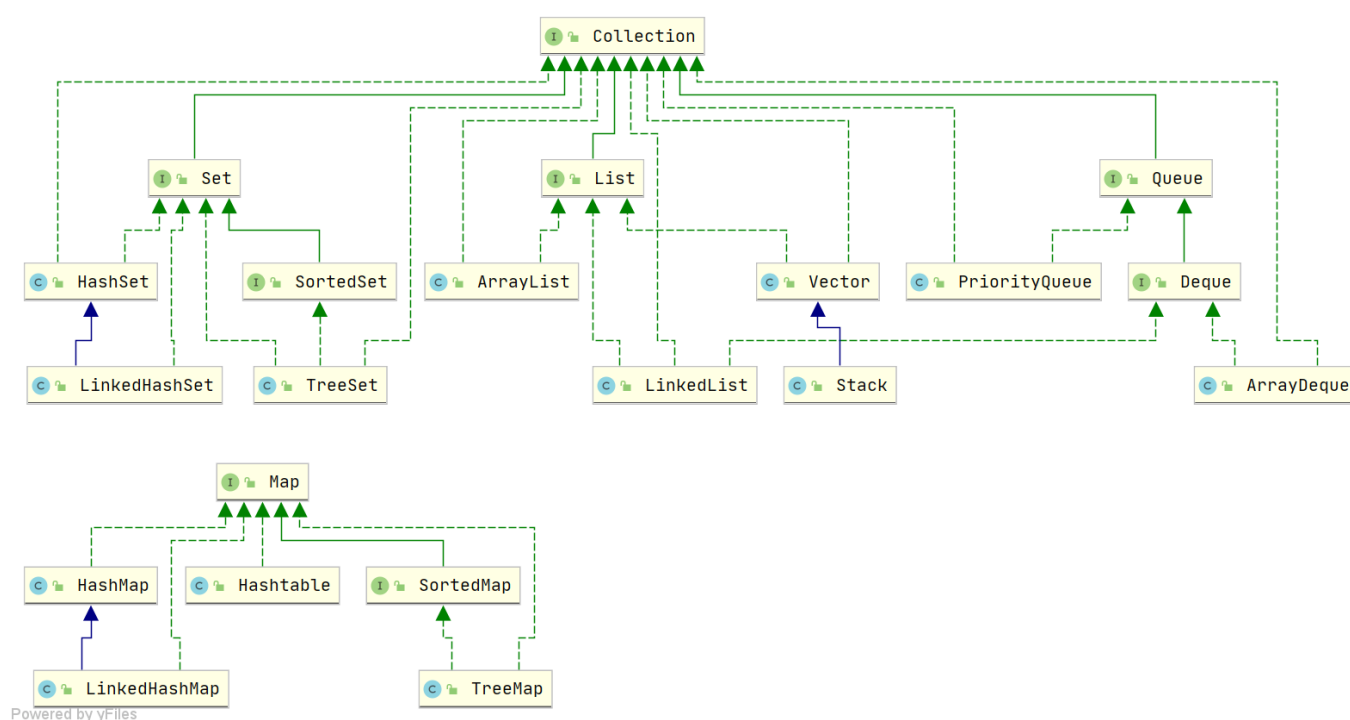 I Collection
I Set
I List
I Queue
C HashSet
I SortedSet
C ArrayList
C Vector
C PriorityQueue
I Deque
C LinkedHashSet
C TreeSet
C LinkedList
C Stack
C ArrayDeque
I Map
C HashMap
C Hashtable
I SortedMap
C LinkedHashMap
C TreeMap
Powered by yFiles